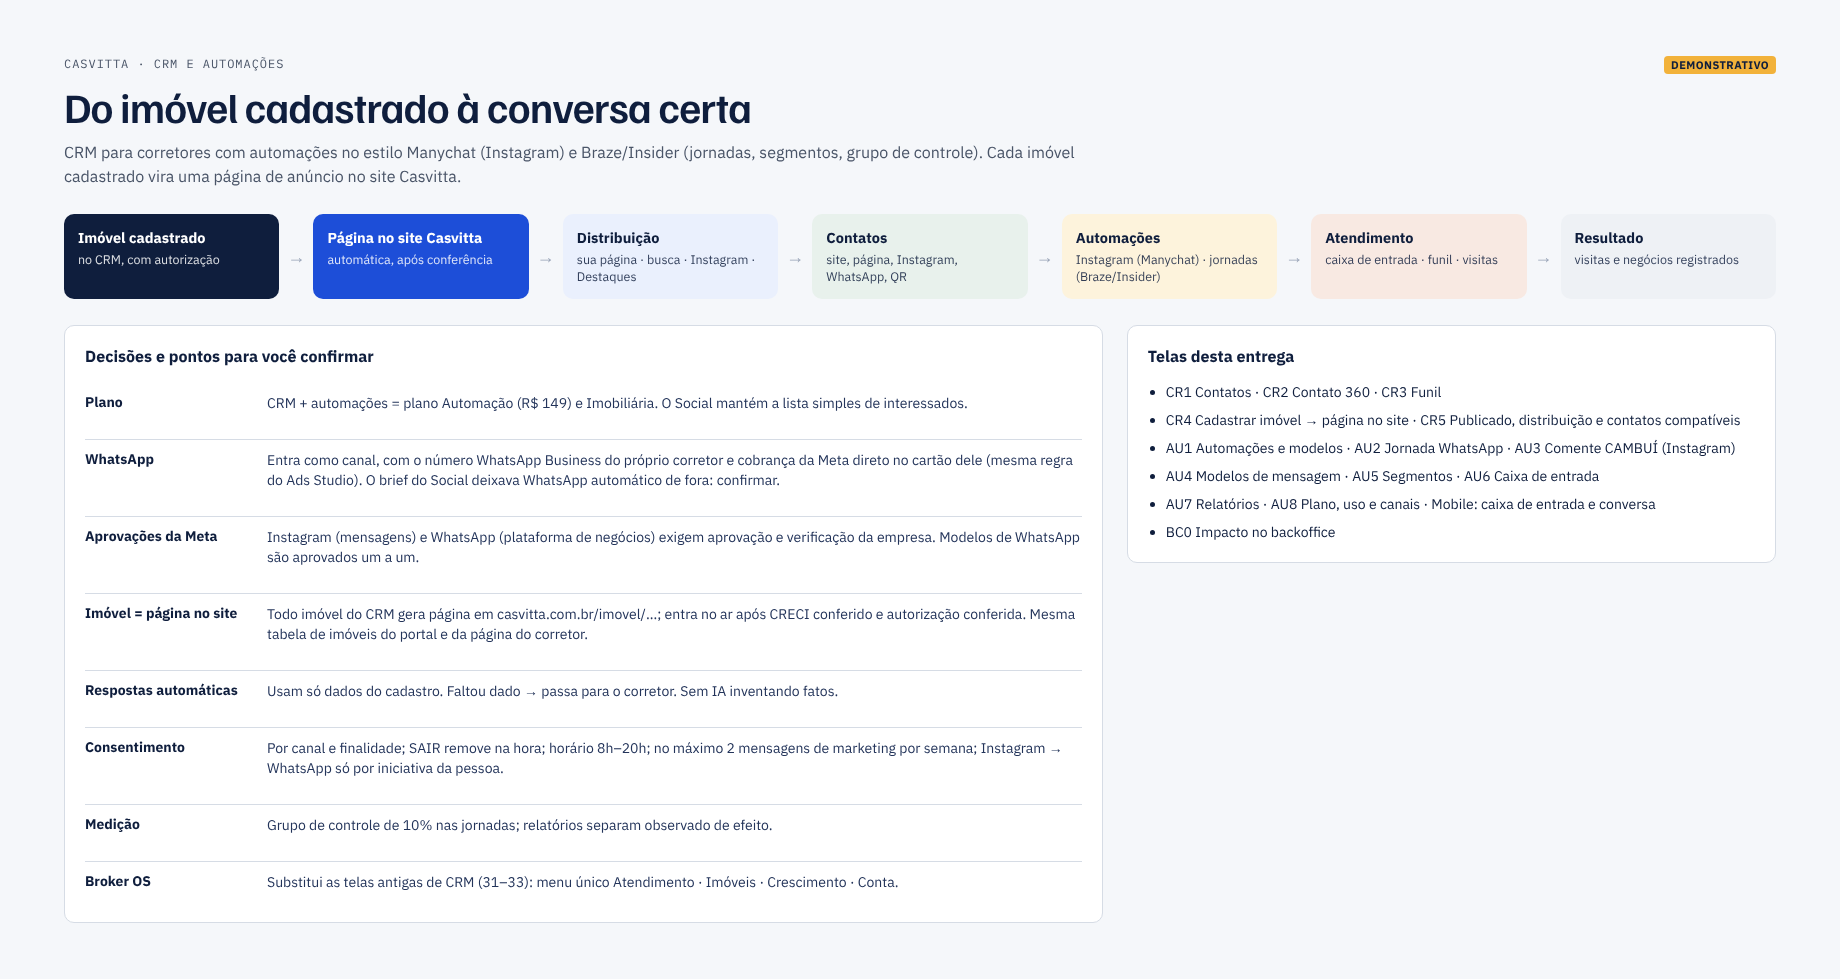 CASVITTA · CRM E AUTOMAÇÕES
DEMONSTRATIVO
Do imóvel cadastrado à conversa certa
CRM para corretores com automações no estilo Manychat (Instagram) e Braze/Insider (jornadas, segmentos, grupo de controle). Cada imóvel
cadastrado vira uma página de anúncio no site Casvitta.
Imóvel cadastrado
no CRM, com autorização
→
Página no site Casvitta
automática, após conferência
→
Distribuição
sua página · busca · Instagram ·
Destaques
→
Contatos
site, página, Instagram,
WhatsApp, QR
→
Automações
Instagram (Manychat) · jornadas
(Braze/Insider)
→
Atendimento
caixa de entrada · funil · visitas
→
Resultado
visitas e negócios registrados
Decisões e pontos para você confirmar
Plano
CRM + automações = plano Automação (R$ 149) e Imobiliária. O Social mantém a lista simples de interessados.
WhatsApp
Entra como canal, com o número WhatsApp Business do próprio corretor e cobrança da Meta direto no cartão dele (mesma regra
do Ads Studio). O brief do Social deixava WhatsApp automático de fora: confirmar.
Aprovações da Meta
Instagram (mensagens) e WhatsApp (plataforma de negócios) exigem aprovação e verificação da empresa. Modelos de WhatsApp
são aprovados um a um.
Imóvel = página no site
Todo imóvel do CRM gera página em casvitta.com.br/imovel/…; entra no ar após CRECI conferido e autorização conferida. Mesma
tabela de imóveis do portal e da página do corretor.
Respostas automáticas
Usam só dados do cadastro. Faltou dado → passa para o corretor. Sem IA inventando fatos.
Consentimento
Por canal e finalidade; SAIR remove na hora; horário 8h–20h; no máximo 2 mensagens de marketing por semana; Instagram →
WhatsApp só por iniciativa da pessoa.
Medição
Grupo de controle de 10% nas jornadas; relatórios separam observado de efeito.
Broker OS
Substitui as telas antigas de CRM (31–33): menu único Atendimento · Imóveis · Crescimento · Conta.
Telas desta entrega
• CR1 Contatos · CR2 Contato 360 · CR3 Funil
• CR4 Cadastrar imóvel → página no site · CR5 Publicado, distribuição e contatos compatíveis
• AU1 Automações e modelos · AU2 Jornada WhatsApp · AU3 Comente CAMBUÍ (Instagram)
• AU4 Modelos de mensagem · AU5 Segmentos · AU6 Caixa de entrada
• AU7 Relatórios · AU8 Plano, uso e canais · Mobile: caixa de entrada e conversa
• BC0 Impacto no backoffice